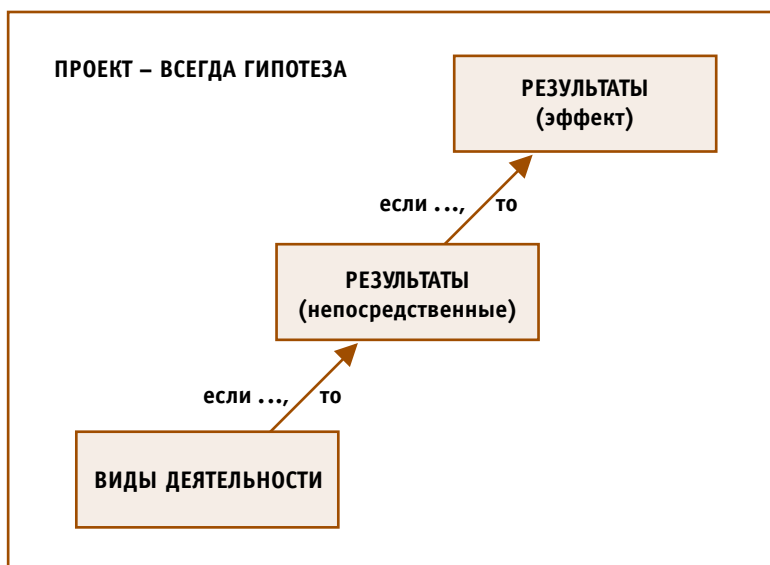 ПРОЕКТ – ВСЕГДА ГИПОТЕЗА
РЕЗУЛЬТАТЫ
(эффект)
если ..., то
РЕЗУЛЬТАТЫ
(непосредственные)
если ..., то
ВИДЫ ДЕЯТЕЛЬНОСТИ